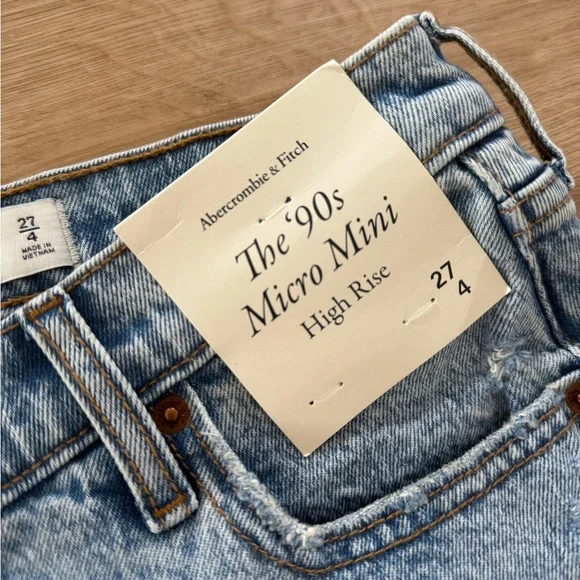 Abercrombie & Fitch
The ‘90s
Micro Mini
High Rise
27
4
27
4
MADE IN
VIETNAM